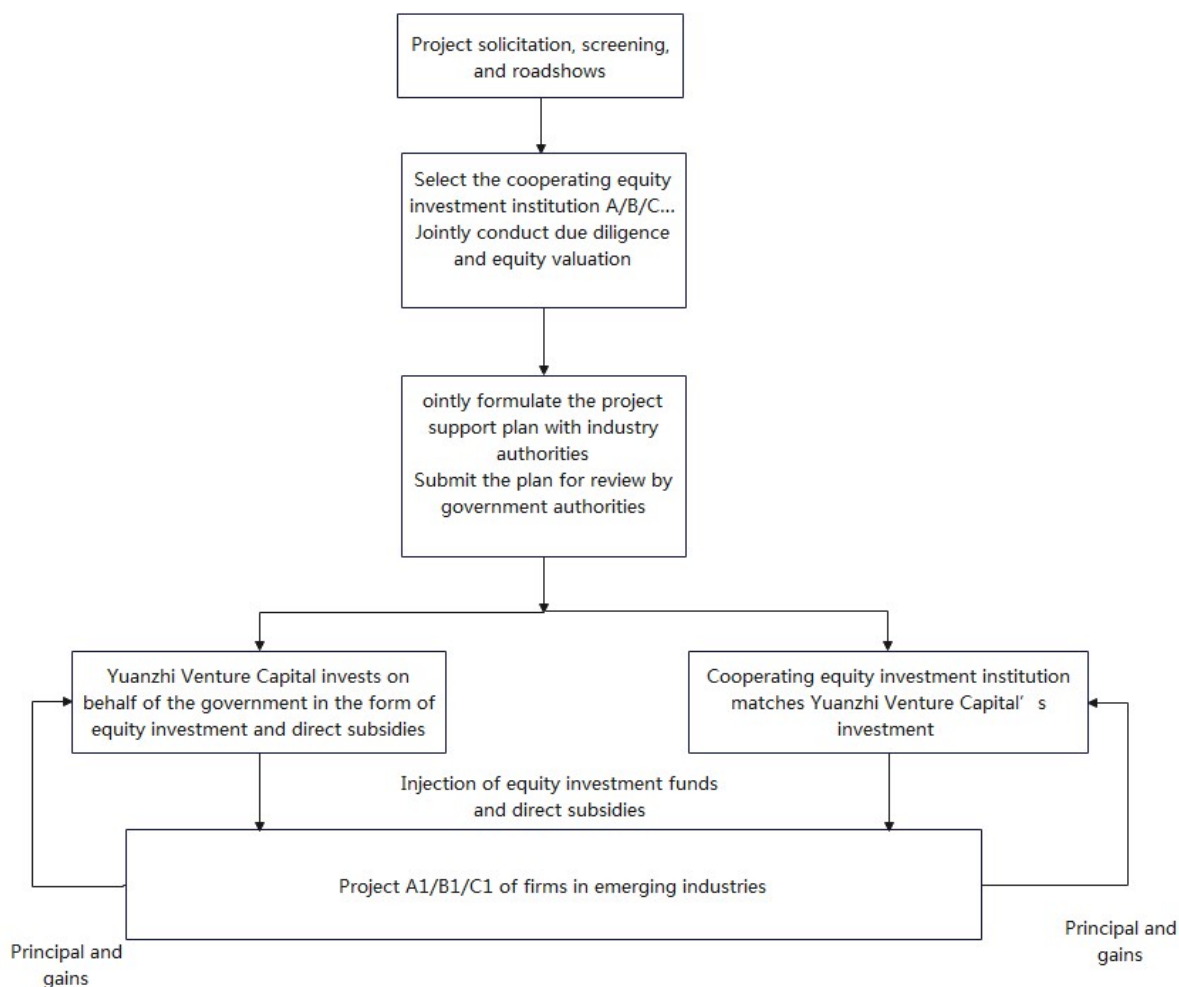 Project solicitation, screening,
and roadshows
Select the cooperating equity
investment institution A/B/C...
Jointly conduct due diligence
and equity valuation
ointly formulate the project
support plan with industry
authorities
Submit the plan for review by
government authorities
Yuanzhi Venture Capital invests on
behalf of the government in the form of
equity investment and direct subsidies
Cooperating equity investment institution
matches Yuanzhi Venture Capital’ s
investment
Injection of equity investment funds
and direct subsidies
Project A1/B1/C1 of firms in emerging industries
Principal and
gains
Principal and
gains